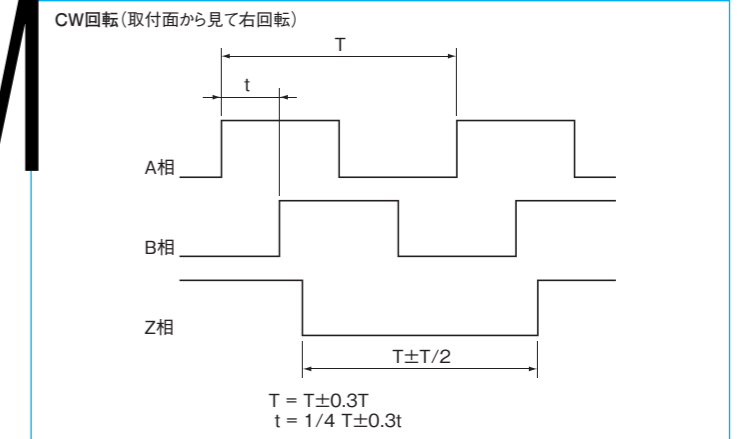 CW回転(取付面から見て右回転)
T
t
A相
B相
Z相
T±T/2
T = T±0.3T
t = 1/4 T±0.3t